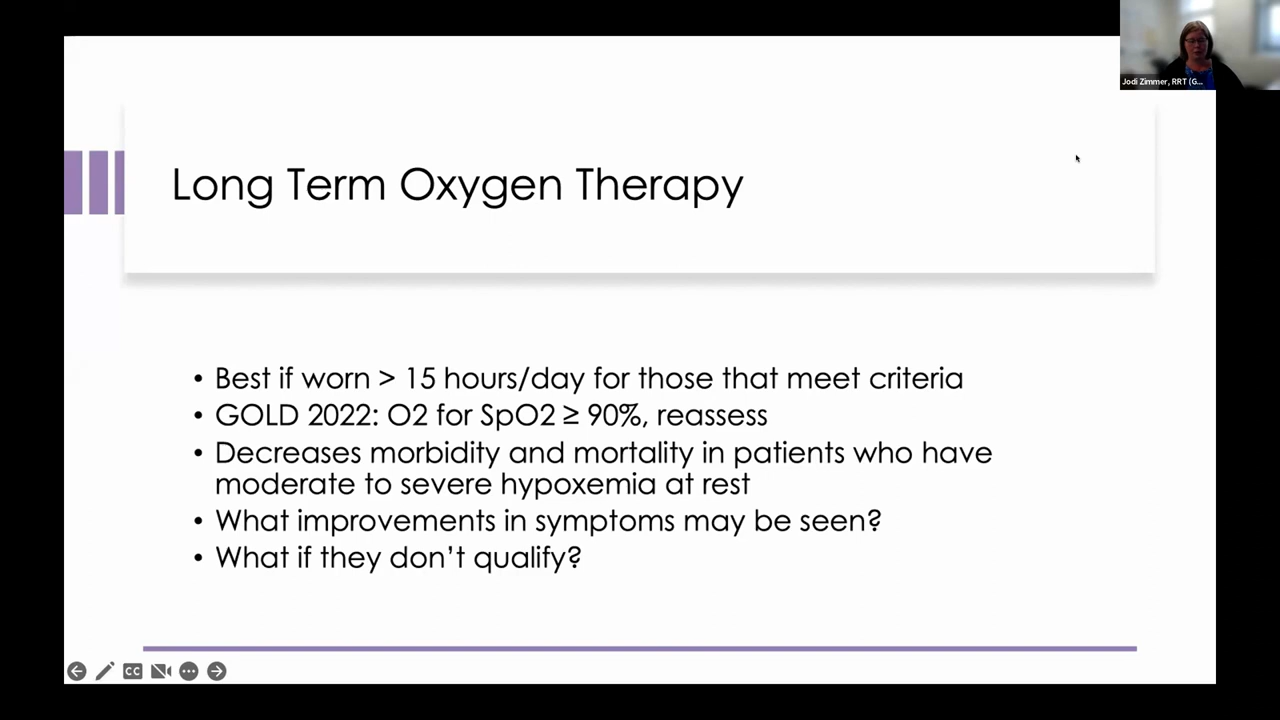 Jodi Zimmer, RRT (G...
Long Term Oxygen Therapy
• Best if worn > 15 hours/day for those that meet criteria
• GOLD 2022: O2 for SpO2 ≥ 90%, reassess
• Decreases morbidity and mortality in patients who have
moderate to severe hypoxemia at rest
• What improvements in symptoms may be seen?
• What if they don’t qualify?
CC